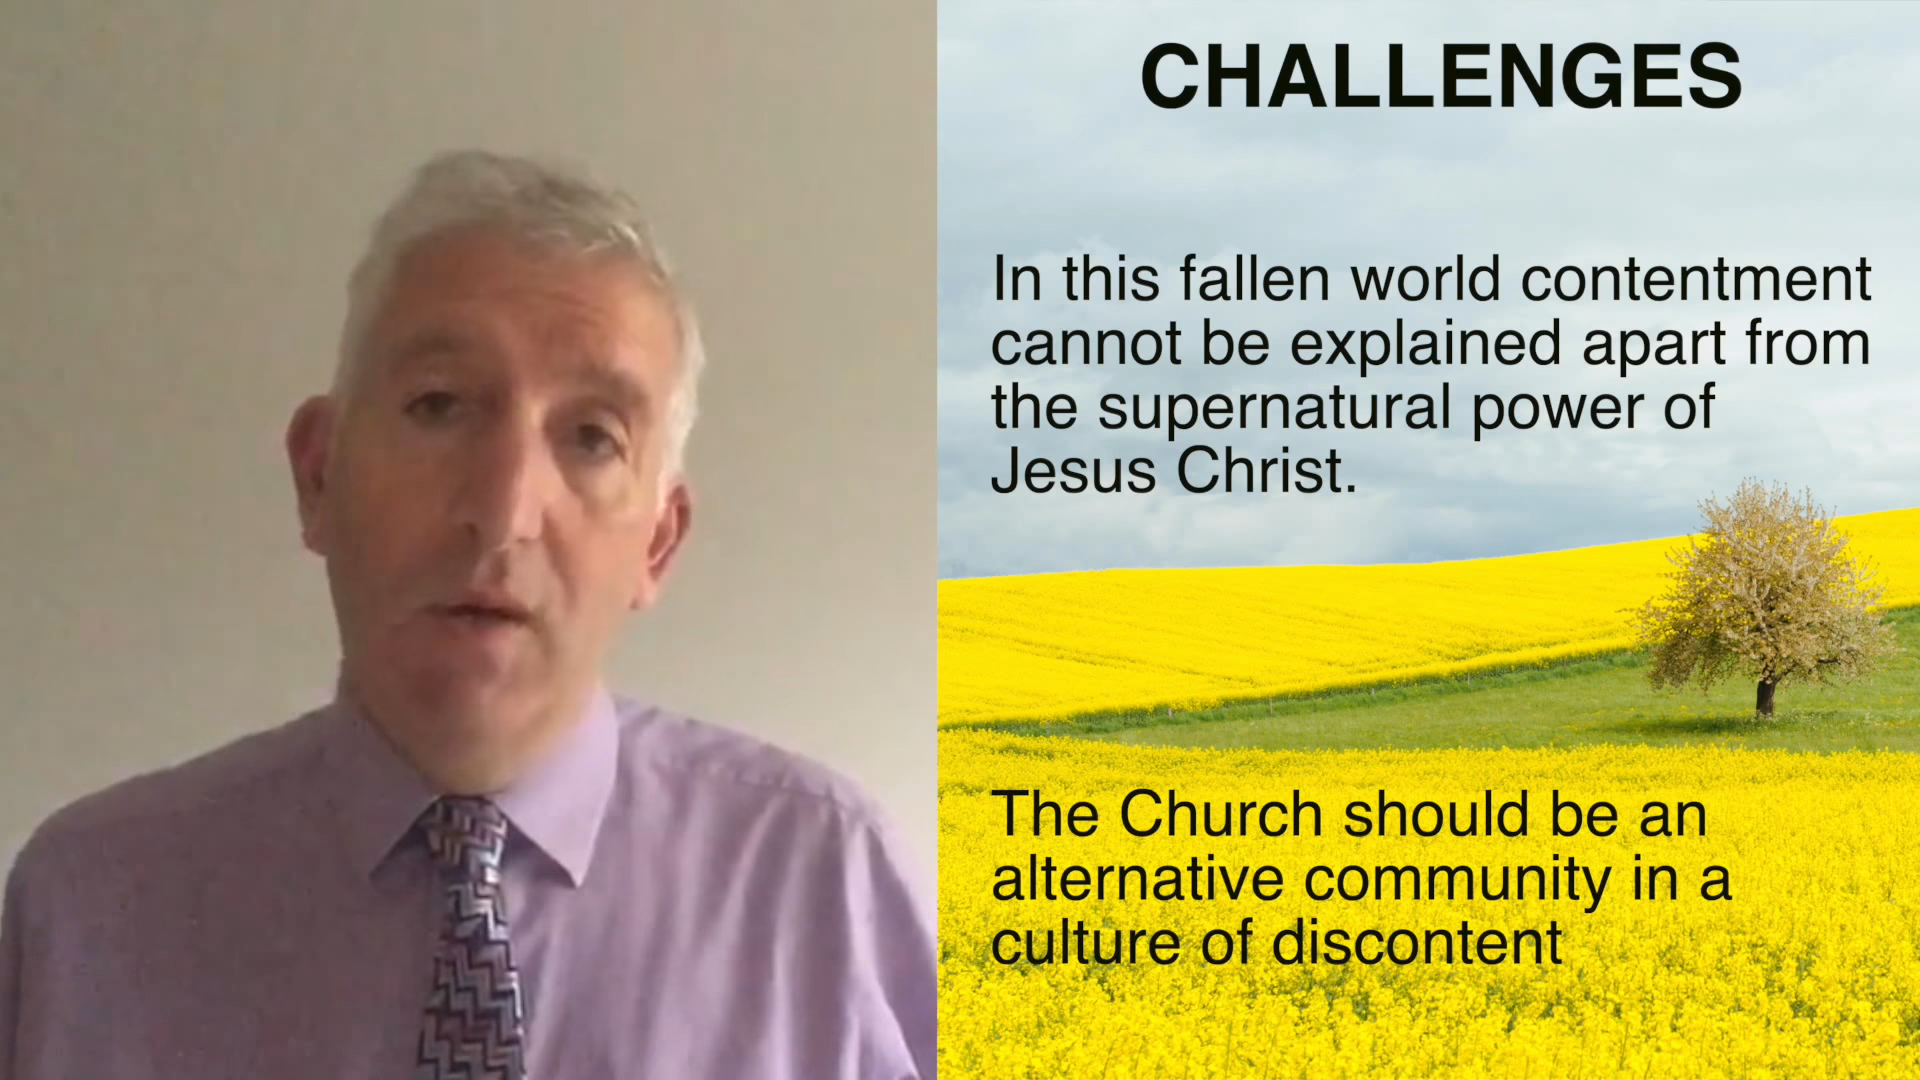 CHALLENGES
In this fallen world contentment
cannot be explained apart from
the supernatural power of
Jesus Christ.
The Church should be an
alternative community in a
culture of discontent